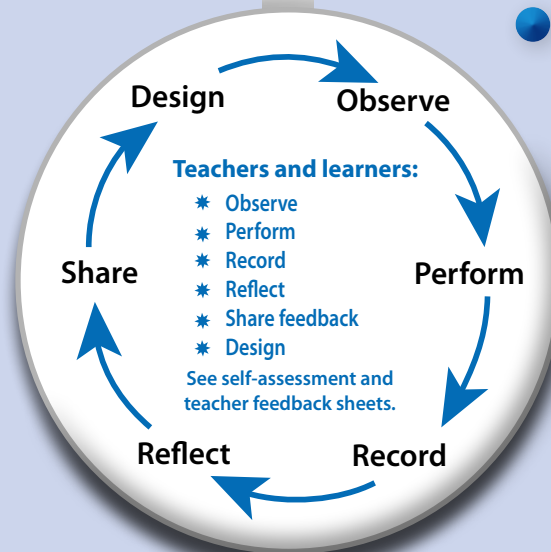 Design
Observe
Teachers and learners:
Observe
Perform
Record
Reflect
Share feedback
Design
See self-assessment and
teacher feedback sheets.
Share
Perform
Reflect
Record